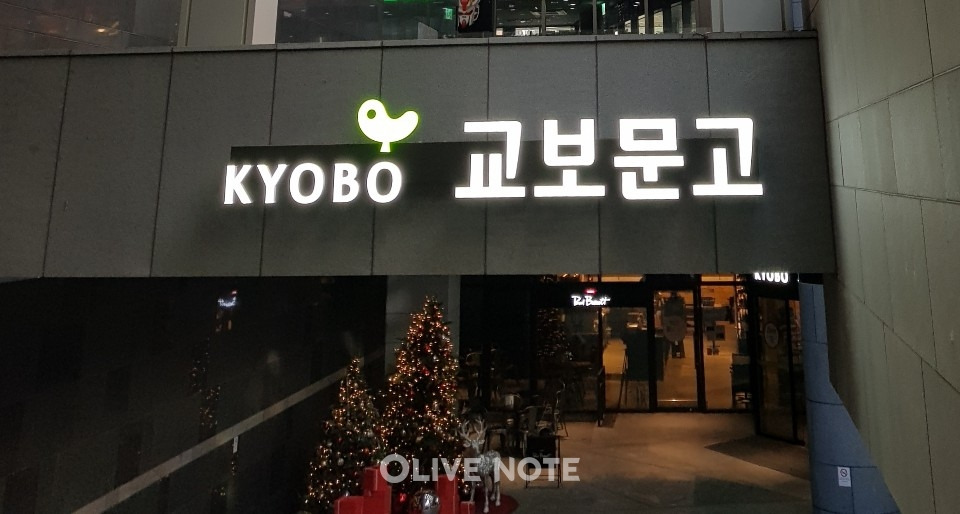 KYOBO 교보문고
KYOBO
Paul Bassett
OLIVE NOTE